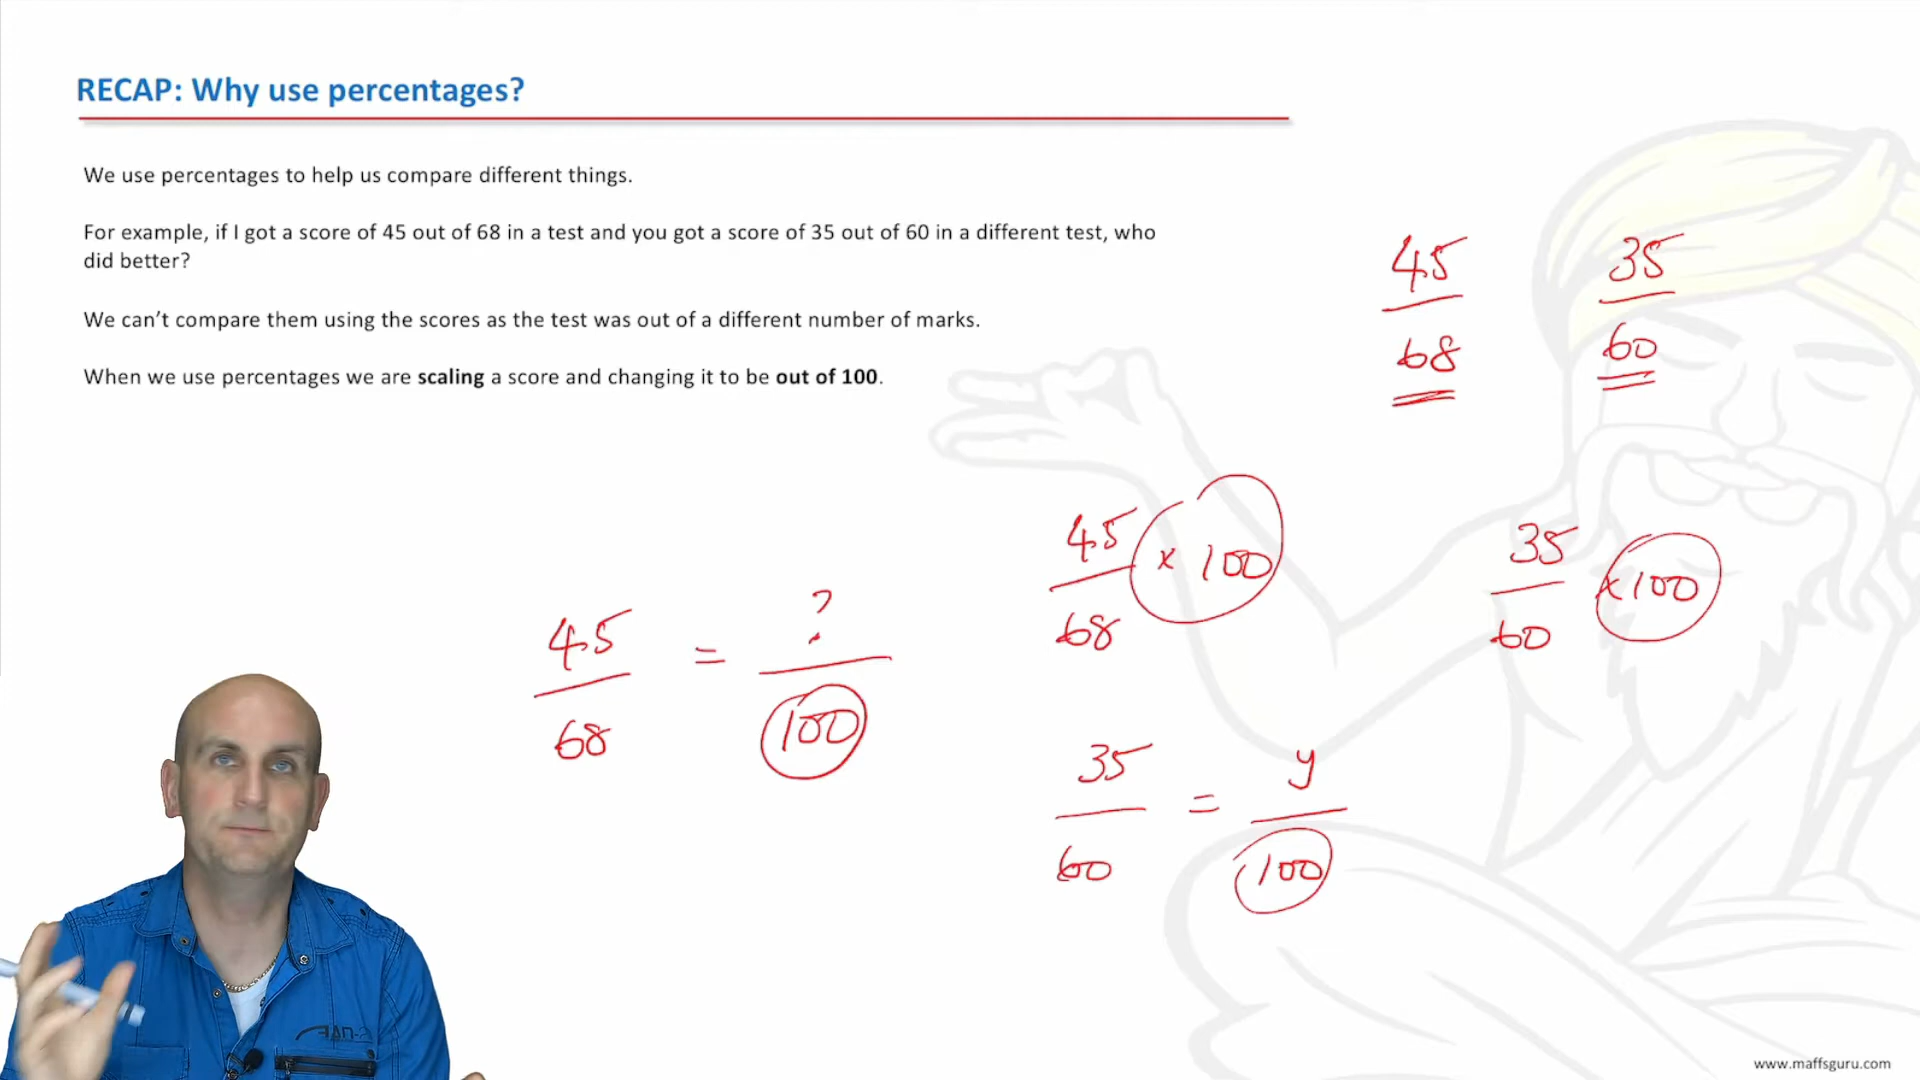 RECAP: Why use percentages?
We use percentages to help us compare different things.
For example, if I got a score of 45 out of 68 in a test and you got a score of 35 out of 60 in a different test, who
did better?
We can't compare them using the scores as the test was out of a different number of marks.
When we use percentages we are scaling a score and changing it to be out of 100.
45
68
35
60
45 × 100
68
35 ×100
60
45 = ?
68 100
35 = y
60 100
www.maffsguru.com